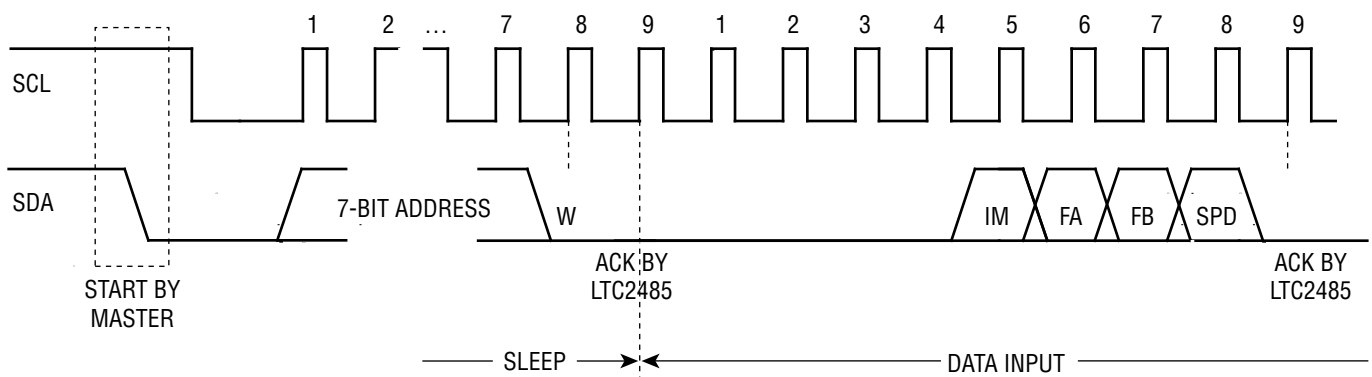 1 2 … 7 8 9 1 2 3 4 5 6 7 8 9
SCL
SDA
7-BIT ADDRESS
W
IM
FA
FB
SPD
START BY
MASTER
ACK BY
LTC2485
ACK BY
LTC2485
SLEEP
DATA INPUT